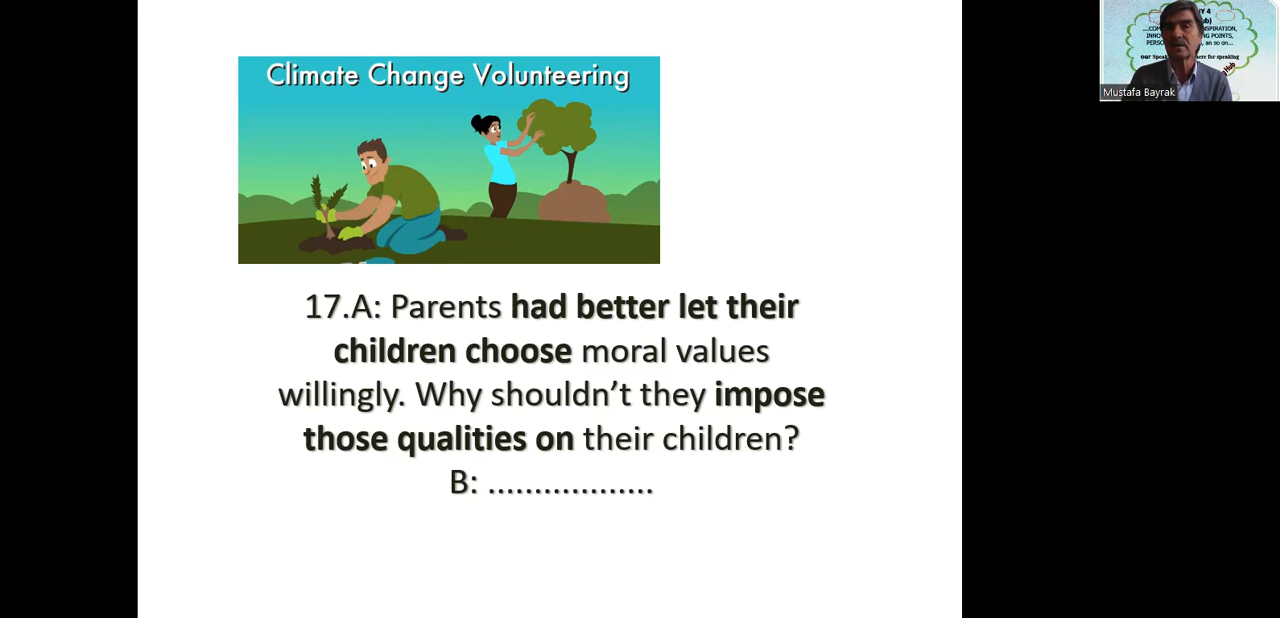 Climate Change Volunteering
17.A: Parents had better let their
children choose moral values
willingly. Why shouldn’t they impose
those qualities on their children?
B: ..................
Mustafa Bayrak